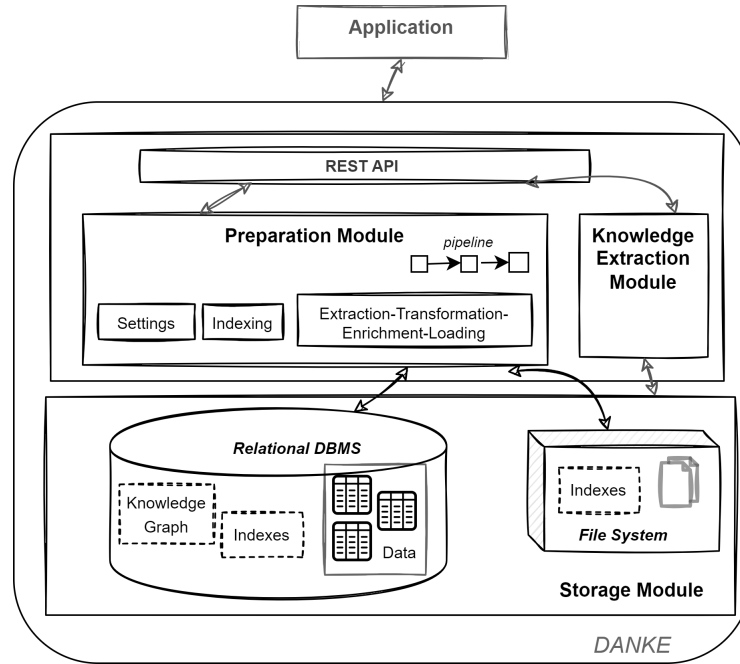 Application
REST API
Preparation Module
pipeline
Knowledge
Extraction
Module
Settings
Indexing
Extraction-Transformation-
Enrichment-Loading
Relational DBMS
Knowledge
Graph
Indexes
Data
Indexes
File System
Storage Module
DANKE